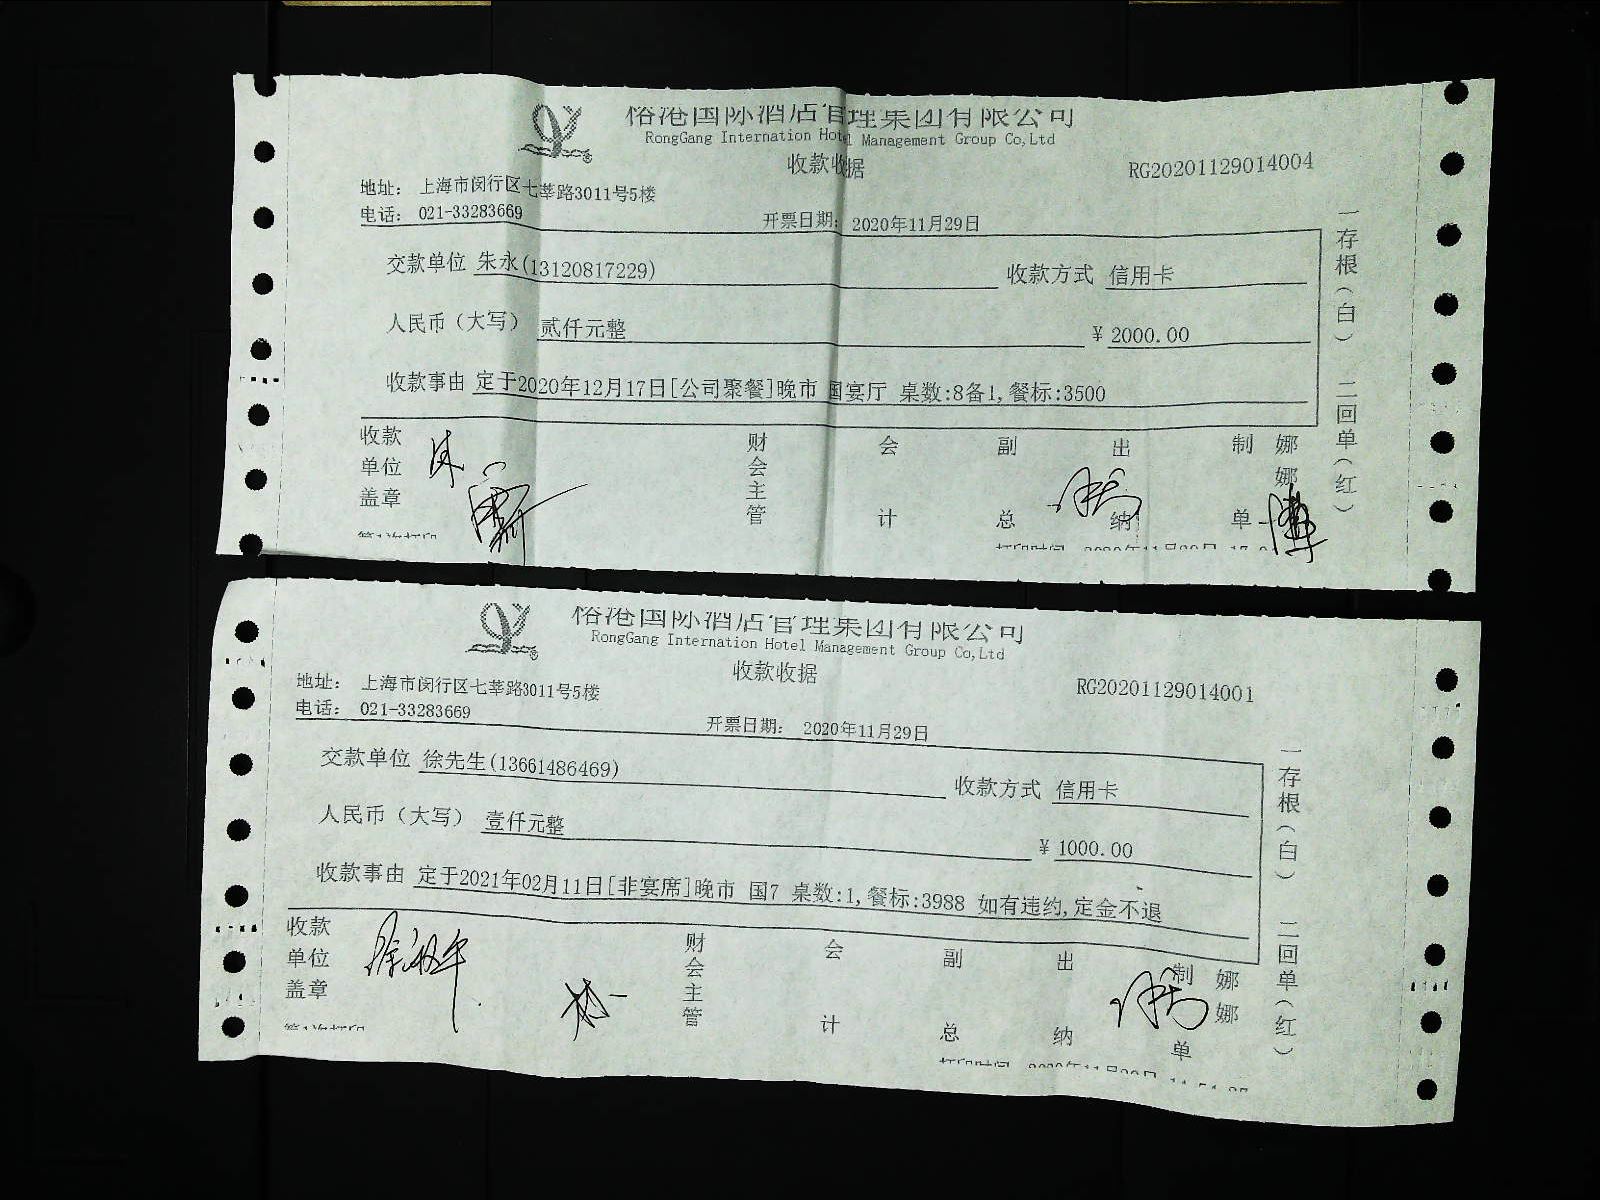 榕港国际酒店管理集团有限公司
RongGang Internation Hotel Management Group Co,Ltd
收款收据
RG20201129014004
地址： 上海市闵行区七莘路3011号5楼
电话： 021-33283669
开票日期： 2020年11月29日
交款单位 朱永(13120817229) 收款方式 信用卡
人民币（大写） 贰仟元整 ¥ 2000.00
收款事由 定于2020年12月17日[公司聚餐]晚市 国宴厅 桌数:8备1,餐标:3500
收款单位盖章 财会主管 会计 副总 出纳 制单 娜娜
一存根（白） 二回单（红）
第1次打印
榕港国际酒店管理集团有限公司
RongGang Internation Hotel Management Group Co,Ltd
收款收据
RG20201129014001
地址： 上海市闵行区七莘路3011号5楼
电话： 021-33283669
开票日期： 2020年11月29日
交款单位 徐先生(13661486469) 收款方式 信用卡
人民币（大写） 壹仟元整 ¥ 1000.00
收款事由 定于2021年02月11日[非宴席]晚市 国7 桌数:1,餐标:3988 如有违约,定金不退
收款单位盖章 财会主管 会计 副总 出纳 制单 娜娜
一存根（白） 二回单（红）
第1次打印